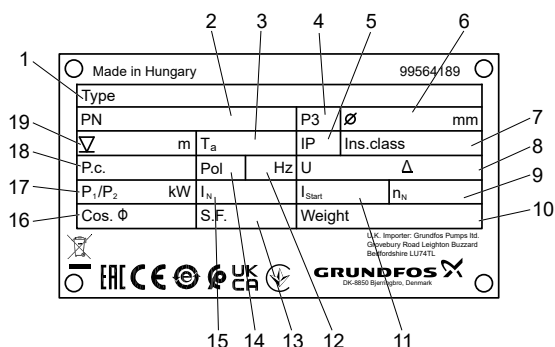 1 2 3 4 5 6
Made in Hungary 99564189
Type
PN P3 Ø mm
19 m Ta IP Ins.class 7
18 P.c. Pol Hz U Δ 8
17 P1/P2 kW IN IStart nN 9
16 Cos. Φ S.F. Weight 10
U.K. Importer: Grundfos Pumps ltd.
Grovebury Road Leighton Buzzard
Bedfordshire LU74TL
EAC CE UK CA GRUNDFOS
DK-8850 Bjerringbro, Denmark
15 14 13 12 11